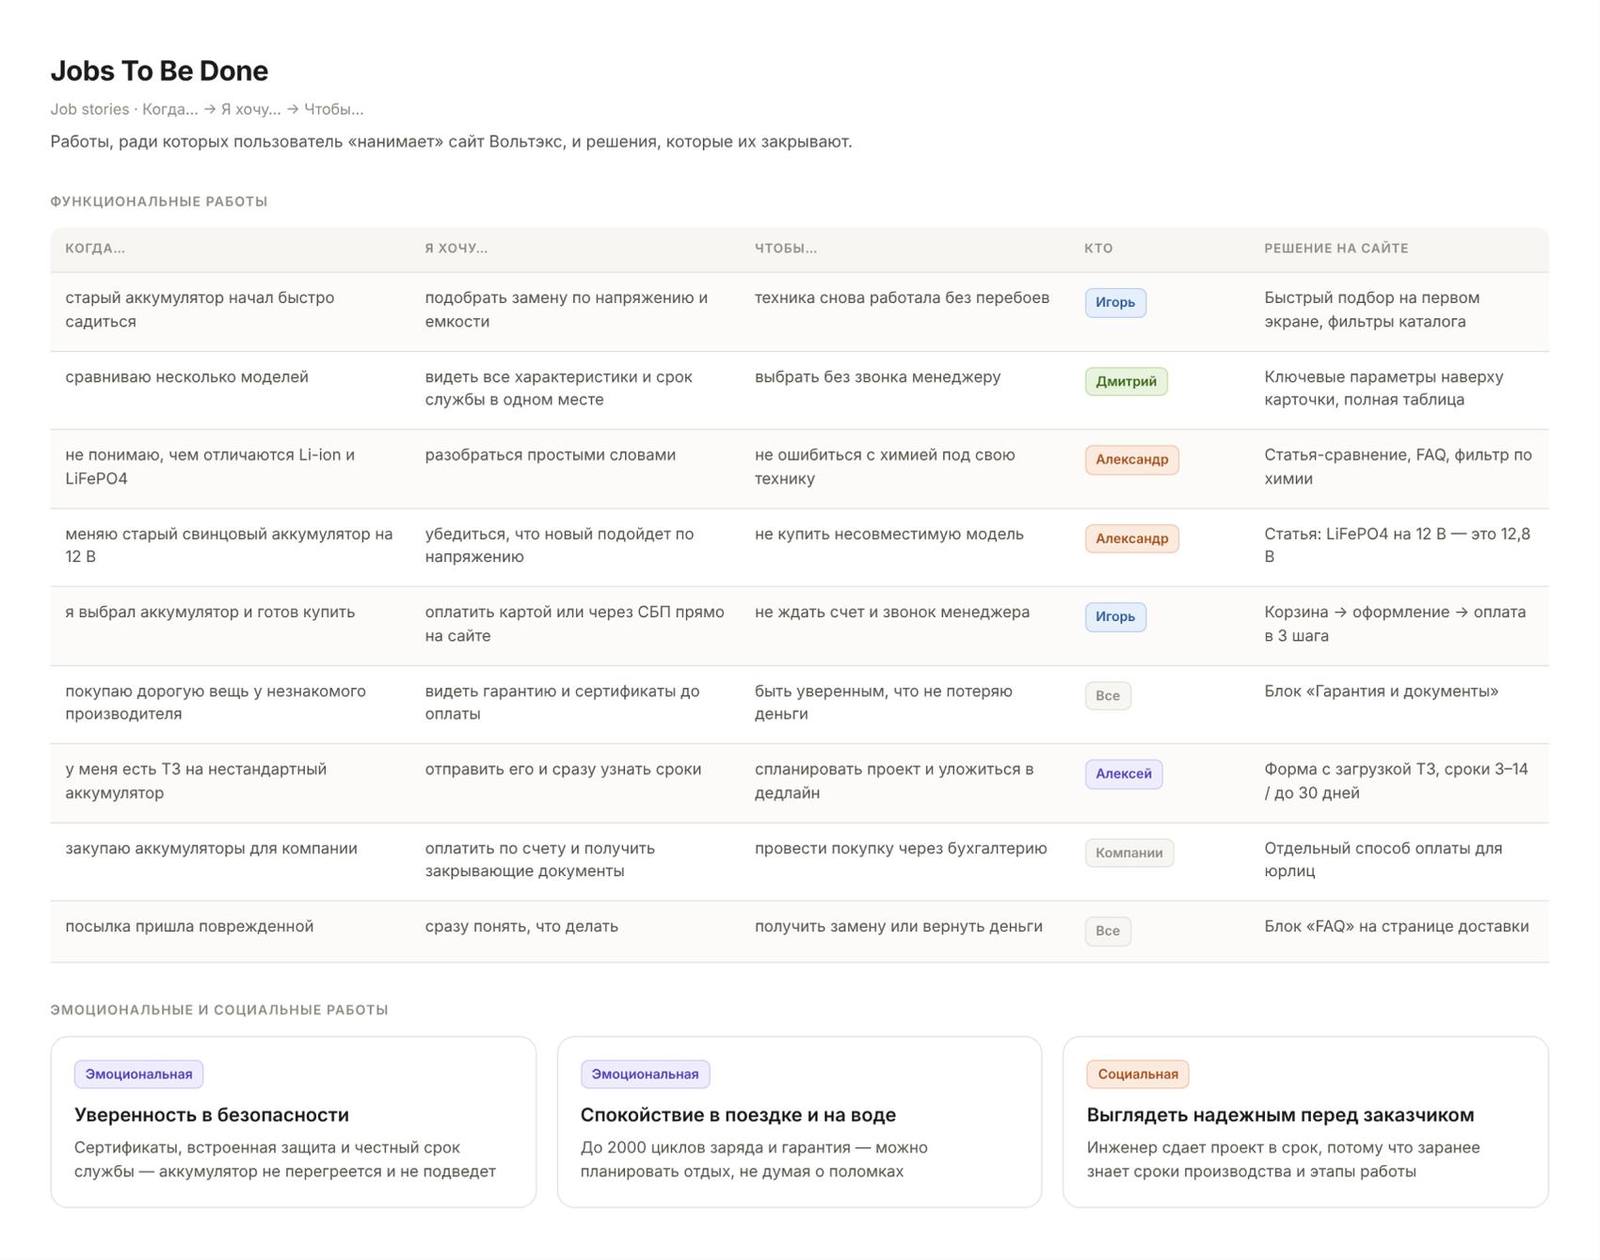 Jobs To Be Done
Job stories · Когда... → Я хочу... → Чтобы...
Работы, ради которых пользователь «нанимает» сайт Вольтэкс, и решения, которые их закрывают.
ФУНКЦИОНАЛЬНЫЕ РАБОТЫ
КОГДА... Я ХОЧУ... ЧТОБЫ... КТО РЕШЕНИЕ НА САЙТЕ
старый аккумулятор начал быстро
садиться
подобрать замену по напряжению и
емкости
техника снова работала без перебоев
Игорь
Быстрый подбор на первом
экране, фильтры каталога
сравниваю несколько моделей
видеть все характеристики и срок
службы в одном месте
выбрать без звонка менеджеру
Дмитрий
Ключевые параметры наверху
карточки, полная таблица
не понимаю, чем отличаются Li-ion и
LiFePO4
разобраться простыми словами
не ошибиться с химией под свою
технику
Александр
Статья-сравнение, FAQ, фильтр по
химии
меняю старый свинцовый аккумулятор на
12 В
убедиться, что новый подойдет по
напряжению
не купить несовместимую модель
Александр
Статья: LiFePO4 на 12 В — это 12,8
В
я выбрал аккумулятор и готов купить
оплатить картой или через СБП прямо
на сайте
не ждать счет и звонок менеджера
Игорь
Корзина → оформление → оплата
в 3 шага
покупаю дорогую вещь у незнакомого
производителя
видеть гарантию и сертификаты до
оплаты
быть уверенным, что не потеряю
деньги
Все
Блок «Гарантия и документы»
у меня есть ТЗ на нестандартный
аккумулятор
отправить его и сразу узнать сроки
спланировать проект и уложиться в
дедлайн
Алексей
Форма с загрузкой ТЗ, сроки 3–14
/ до 30 дней
закупаю аккумуляторы для компании
оплатить по счету и получить
закрывающие документы
провести покупку через бухгалтерию
Компании
Отдельный способ оплаты для
юрлиц
посылка пришла поврежденной
сразу понять, что делать
получить замену или вернуть деньги
Все
Блок «FAQ» на странице доставки
ЭМОЦИОНАЛЬНЫЕ И СОЦИАЛЬНЫЕ РАБОТЫ
Эмоциональная
Уверенность в безопасности
Сертификаты, встроенная защита и честный срок
службы — аккумулятор не перегреется и не подведет
Эмоциональная
Спокойствие в поездке и на воде
До 2000 циклов заряда и гарантия — можно
планировать отдых, не думая о поломках
Социальная
Выглядеть надежным перед заказчиком
Инженер сдает проект в срок, потому что заранее
знает сроки производства и этапы работы